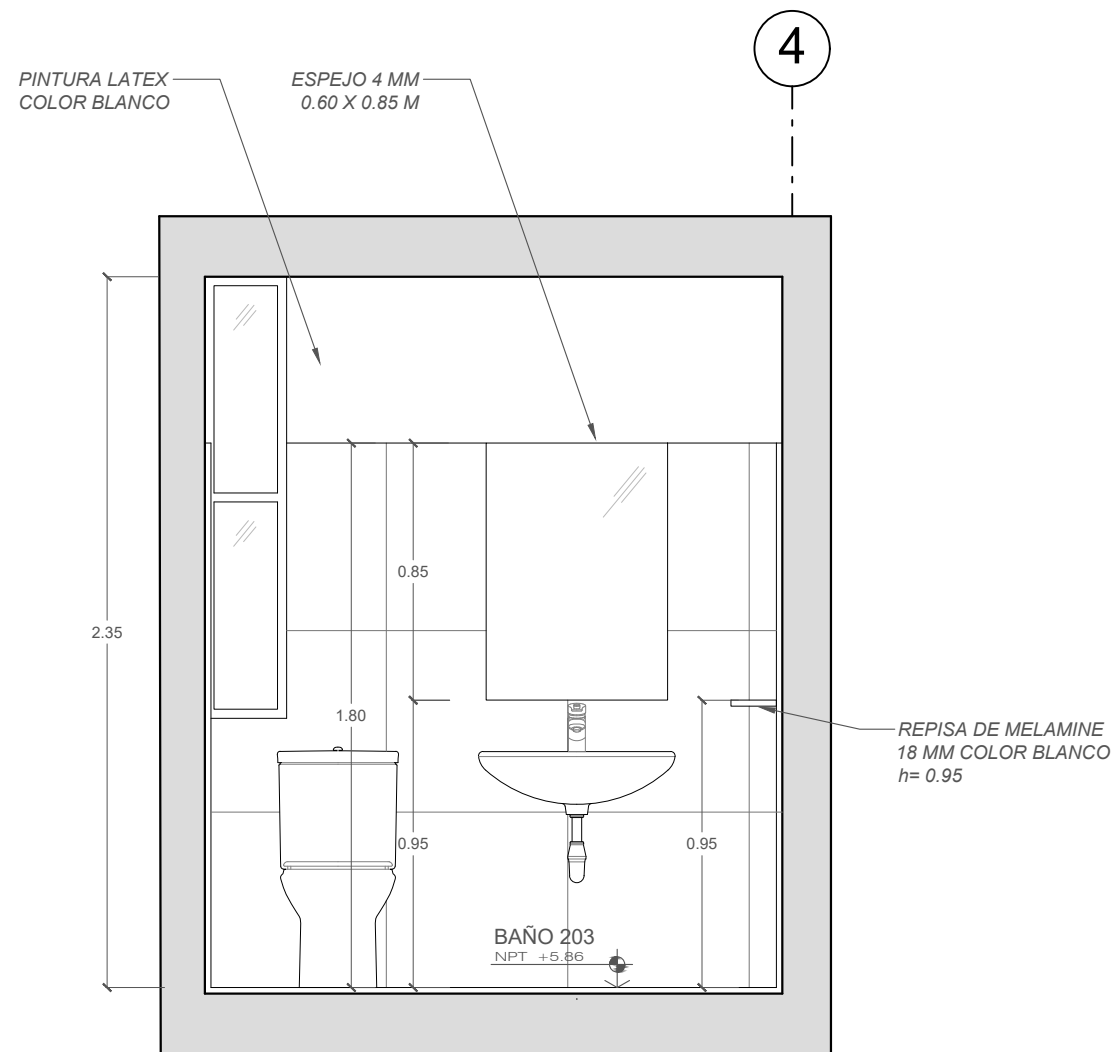 4
PINTURA LATEX
COLOR BLANCO
ESPEJO 4 MM
0.60 X 0.85 M
0.85
2.35
1.80
REPISA DE MELAMINE
18 MM COLOR BLANCO
h= 0.95
0.95
0.95
BAÑO 203
NPT +5.86